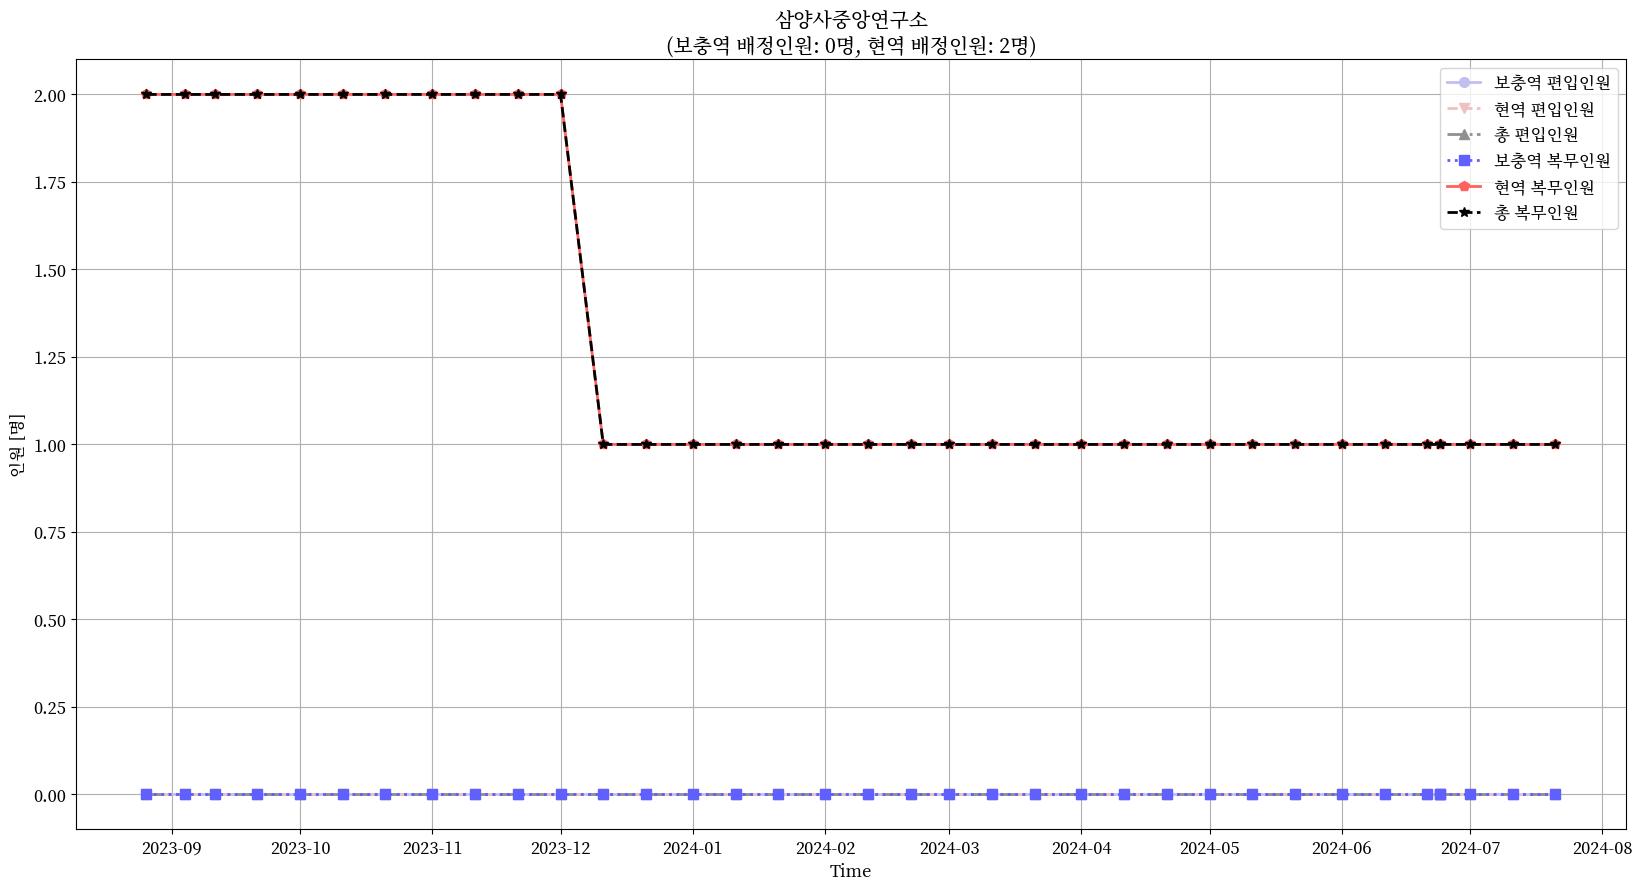 삼양사중앙연구소
(보충역 배정인원: 0명, 현역 배정인원: 2명)
보충역 편입인원
현역 편입인원
총 편입인원
보충역 복무인원
현역 복무인원
총 복무인원
2.00
1.75
1.50
1.25
1.00
0.75
0.50
0.25
0.00
인원 [명]
2023-09 2023-10 2023-11 2023-12 2024-01 2024-02 2024-03 2024-04 2024-05 2024-06 2024-07 2024-08
Time